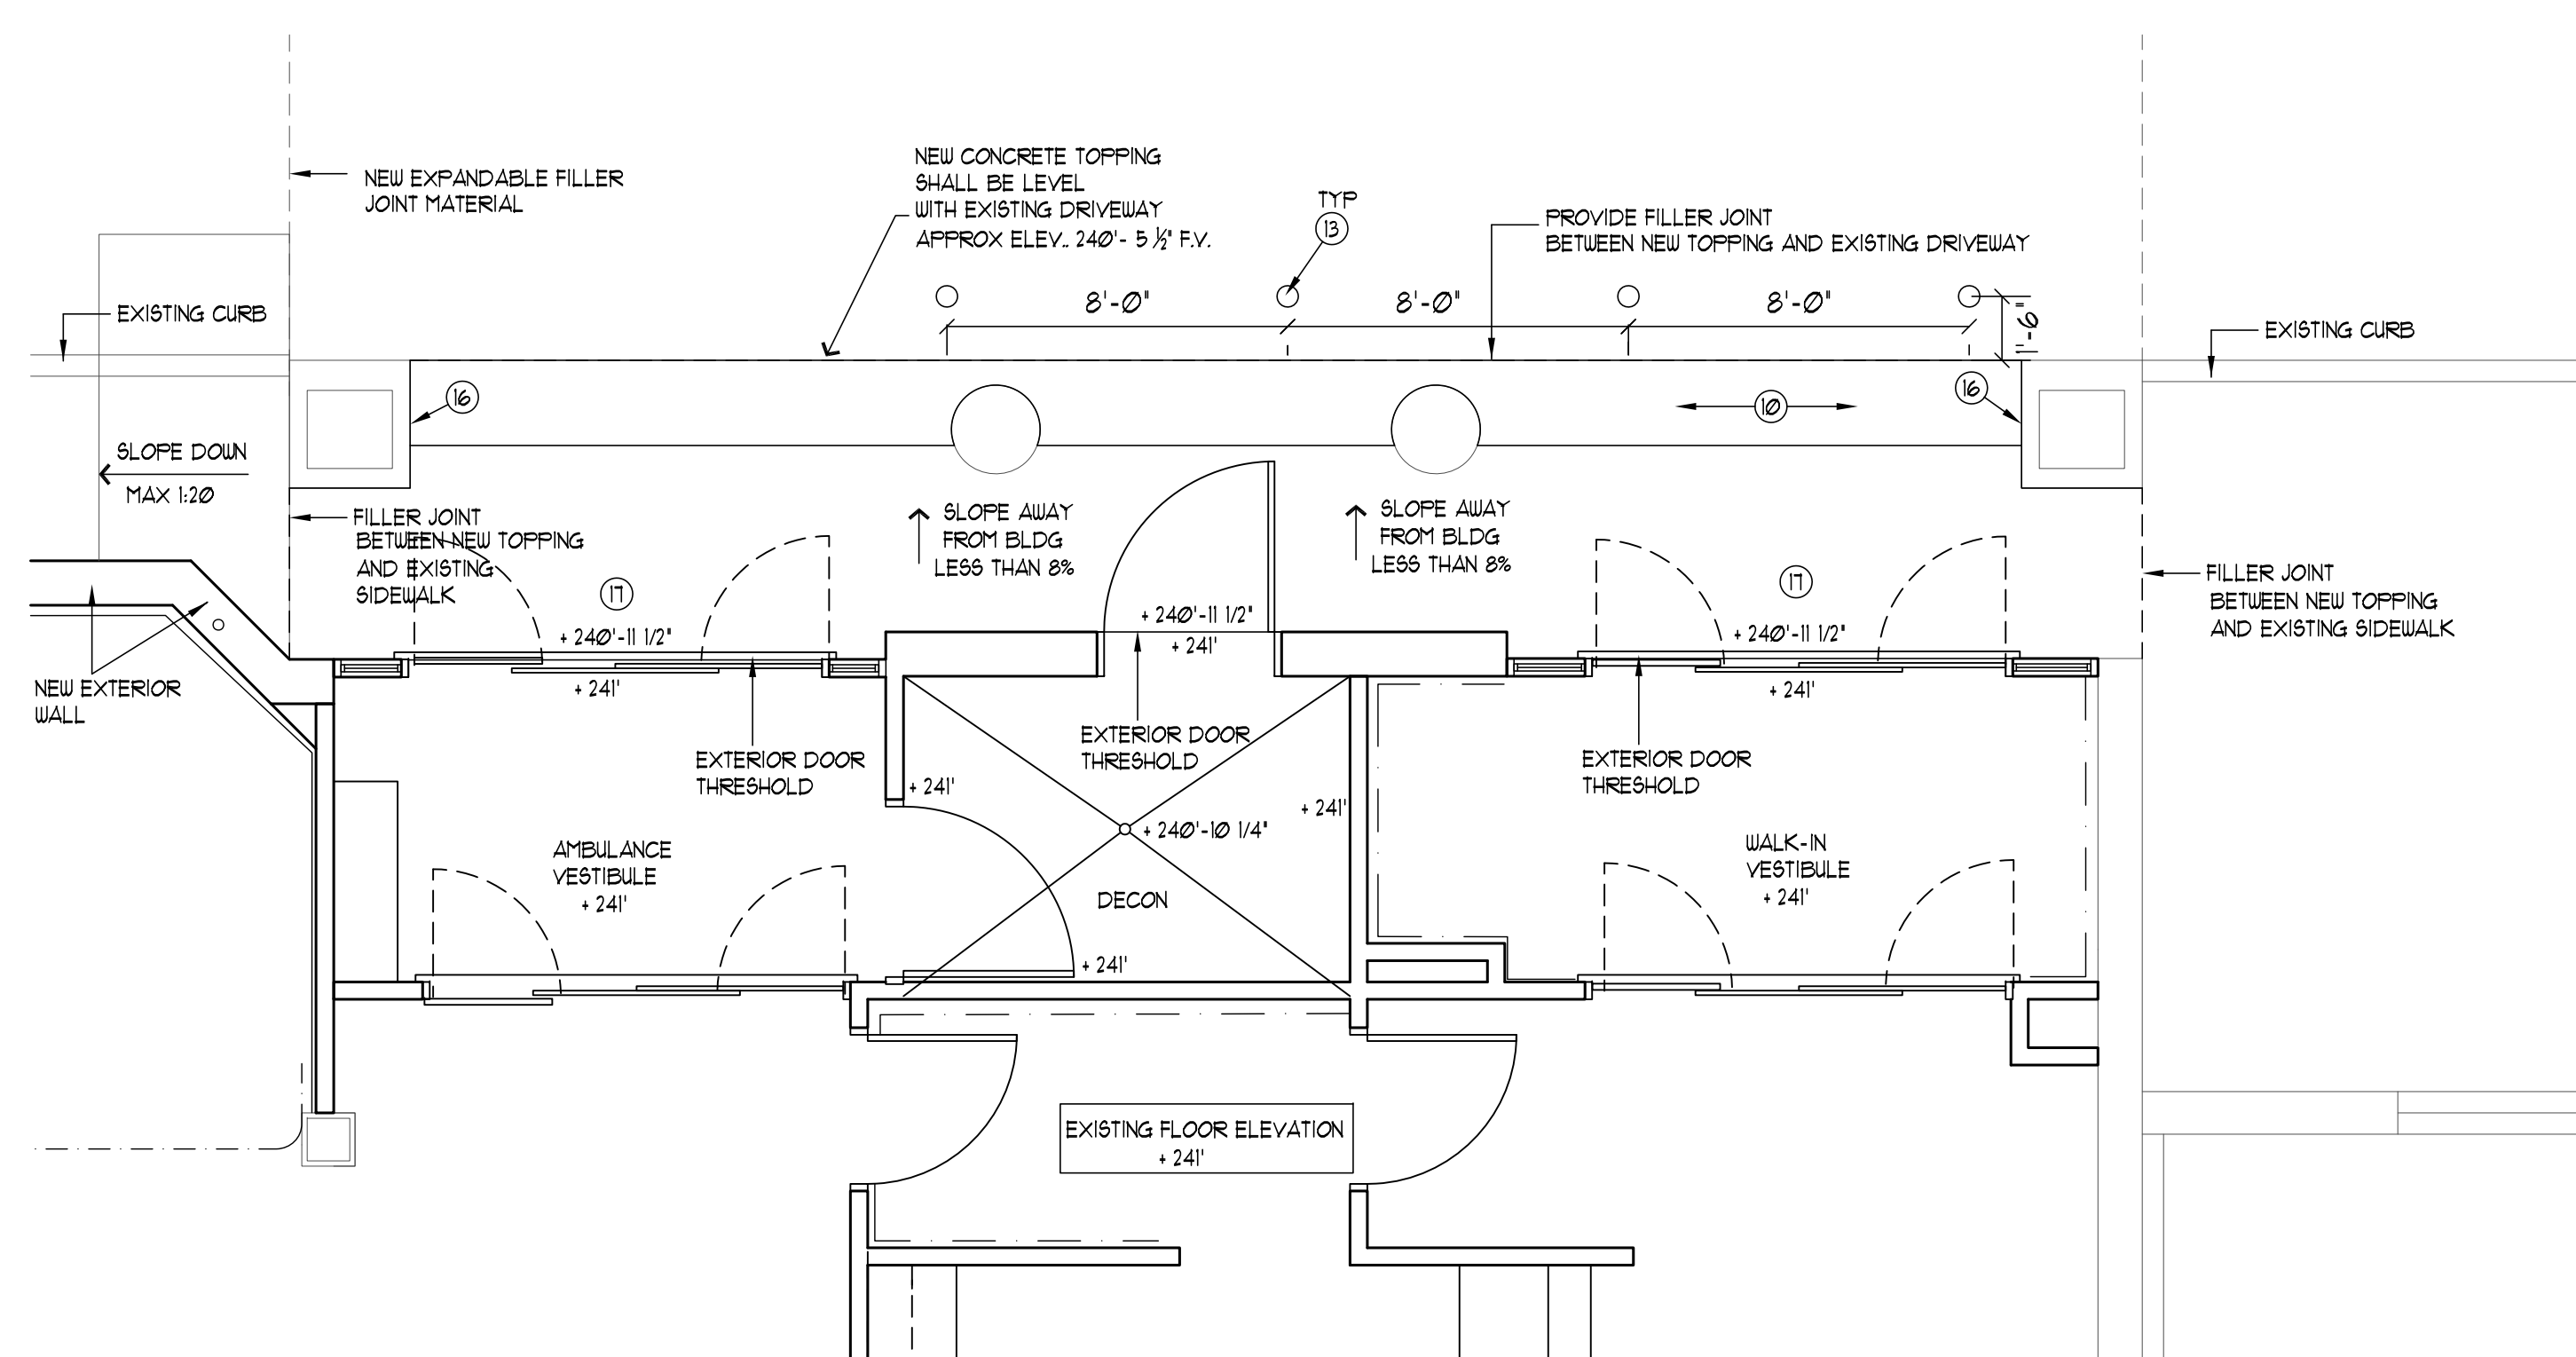 NEW EXPANDABLE FILLER
JOINT MATERIAL
NEW CONCRETE TOPPING
SHALL BE LEVEL
WITH EXISTING DRIVEWAY
APPROX ELEV.. 240'- 5 ½" F.V.
TYP
13
PROVIDE FILLER JOINT
BETWEEN NEW TOPPING AND EXISTING DRIVEWAY
EXISTING CURB
8'-0"
8'-0"
8'-0"
1'-6"
EXISTING CURB
16
10
16
SLOPE DOWN
MAX 1:20
FILLER JOINT
BETWEEN NEW TOPPING
AND EXISTING
SIDEWALK
SLOPE AWAY
FROM BLDG
LESS THAN 8%
SLOPE AWAY
FROM BLDG
LESS THAN 8%
17
17
FILLER JOINT
BETWEEN NEW TOPPING
AND EXISTING SIDEWALK
+ 240'-11 1/2"
+ 241'
+ 240'-11 1/2"
+ 241'
+ 240'-11 1/2"
+ 241'
NEW EXTERIOR
WALL
EXTERIOR DOOR
THRESHOLD
EXTERIOR DOOR
THRESHOLD
EXTERIOR DOOR
THRESHOLD
+ 241'
+ 241'
+ 240'-10 1/4"
AMBULANCE
VESTIBULE
+ 241'
DECON
WALK-IN
VESTIBULE
+ 241'
+ 241'
EXISTING FLOOR ELEVATION
+ 241'